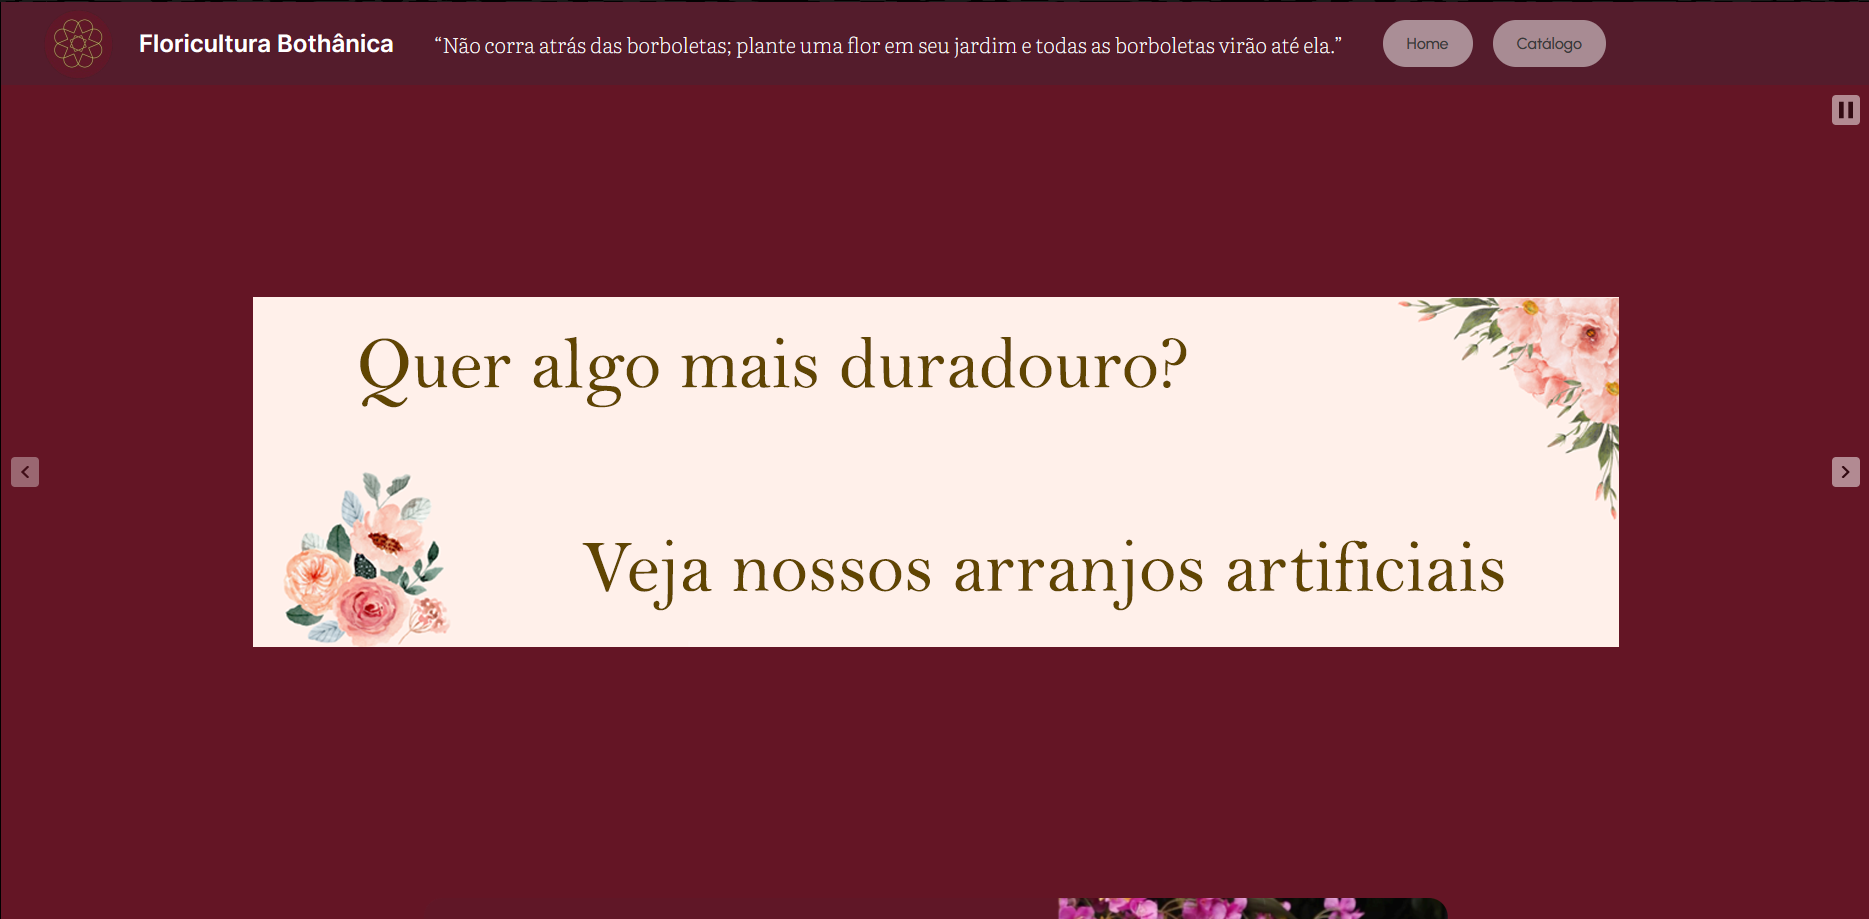 Floricultura Bothânica
“Não corra atrás das borboletas; plante uma flor em seu jardim e todas as borboletas virão até ela.”
Home
Catálogo
Quer algo mais duradouro?
Veja nossos arranjos artificiais